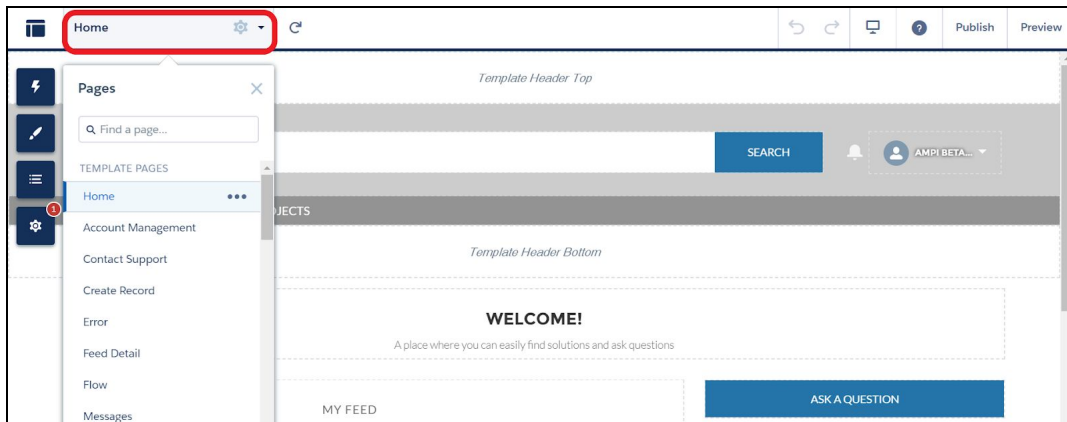 Home
? Publish Preview
Pages
Template Header Top
Find a page...
SEARCH AMPI BETA...
TEMPLATE PAGES
Home
1
OJECTS
Account Management
Template Header Bottom
Contact Support
Create Record
WELCOME!
Error
A place where you can easily find solutions and ask questions
Feed Detail
Flow
ASK A QUESTION
MY FEED
Messages